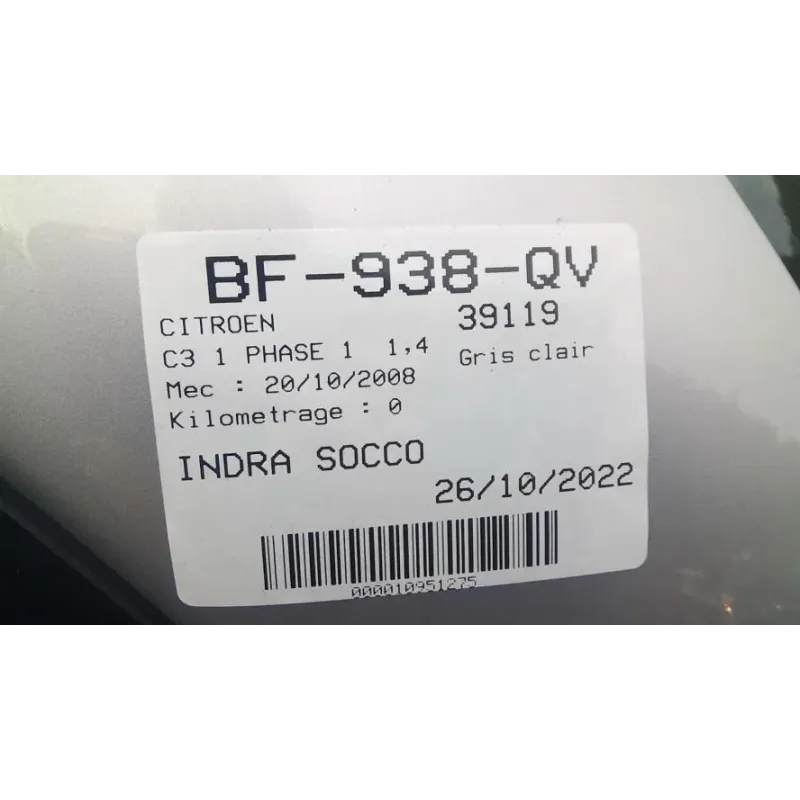 BF-938-QV
CITROEN 39119
C3 1 PHASE 1 1,4 Gris clair
Mec : 20/10/2008
Kilometrage : 0
INDRA SOCCO
26/10/2022
000010951275